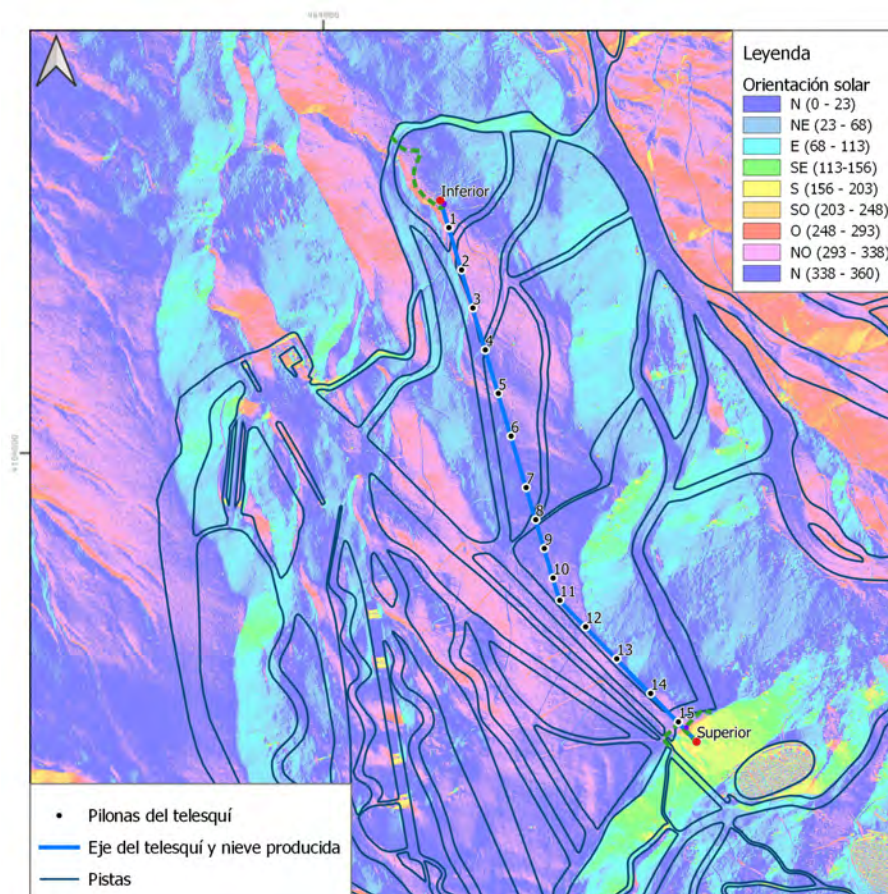 464000
Leyenda
Orientación solar
N (0 - 23)
NE (23 - 68)
E (68 - 113)
SE (113-156)
S (156 - 203)
SO (203 - 248)
O (248 - 293)
NO (293 - 338)
N (338 - 360)
Inferior
1
2
3
4
5
6
7
8
9
10
11
12
13
14
15
Superior
Pilonas del telesquí
Eje del telesquí y nieve producida
Pistas